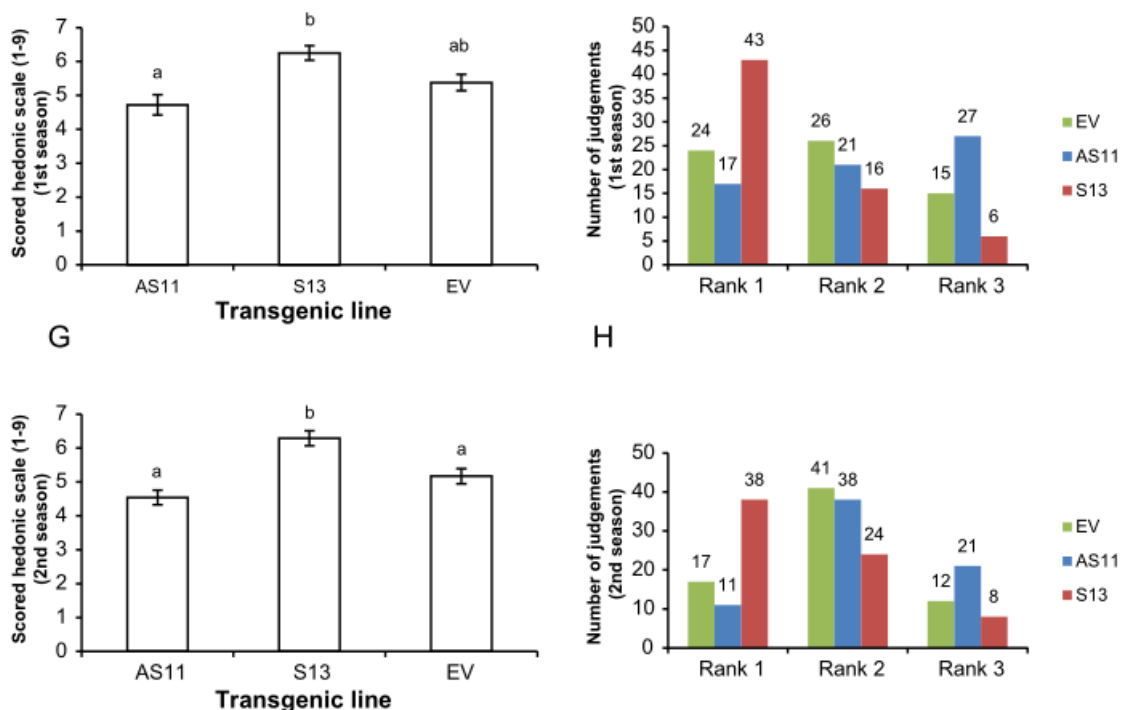 Scored hedonic scale (1-9)
(1st season)
7
6
5
4
3
2
1
0
a
b
ab
AS11
S13
EV
Transgenic line
Number of judgements
(1st season)
50
45
40
35
30
25
20
15
10
5
0
24
17
43
26
21
16
15
27
6
Rank 1
Rank 2
Rank 3
EV
AS11
S13
G
H
Scored hedonic scale (1-9)
(2nd season)
7
6
5
4
3
2
1
0
a
b
a
AS11
S13
EV
Transgenic line
Number of judgements
(2nd season)
50
40
30
20
10
0
17
11
38
41
38
24
12
21
8
Rank 1
Rank 2
Rank 3
EV
AS11
S13